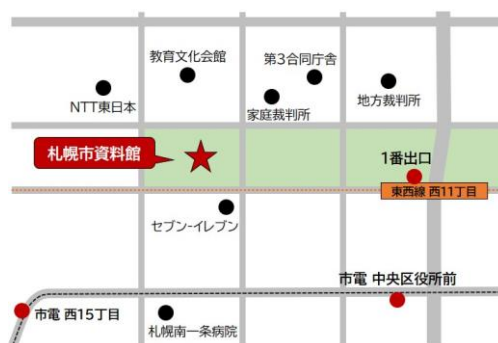 教育文化会館
第3合同庁舎
NTT東日本
家庭裁判所
地方裁判所
札幌市資料館
1番出口
東西線 西11丁目
セブン-イレブン
市電 中央区役所前
市電 西15丁目
札幌南一条病院